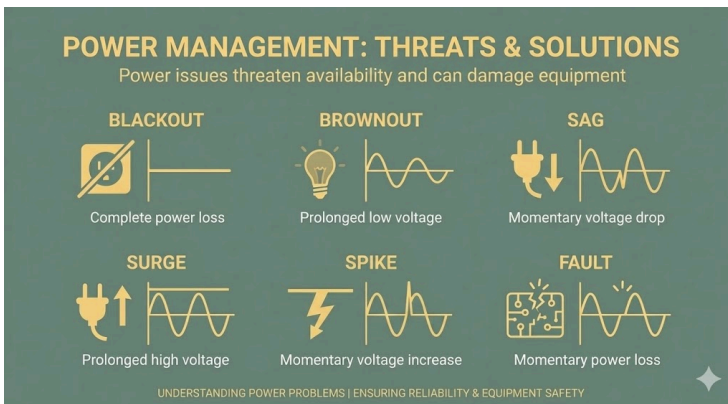 POWER MANAGEMENT: THREATS & SOLUTIONS
Power issues threaten availability and can damage equipment
BLACKOUT
Complete power loss
BROWNOUT
Prolonged low voltage
SAG
Momentary voltage drop
SURGE
Prolonged high voltage
SPIKE
Momentary voltage increase
FAULT
Momentary power loss
UNDERSTANDING POWER PROBLEMS | ENSURING RELIABILITY & EQUIPMENT SAFETY